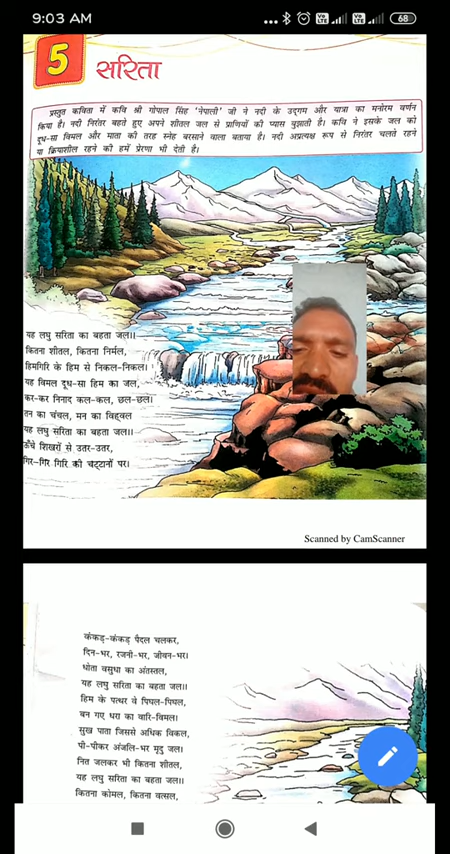 9:03 AM
68
5
सरिता
प्रस्तुत कविता में कवि श्री गोपाल सिंह 'नेपाली' जी ने नदी के उद्गम और यात्रा का मनोरम वर्णन
किया है। नदी निरंतर बहते हुए अपने शीतल जल से प्राणियों की प्यास बुझाती है। कवि ने इसके जल को
दूध-सा विमल और माता की तरह स्नेह बरसाने वाला बताया है। नदी अप्रत्यक्ष रूप से निरंतर चलते रहने
या क्रियाशील रहने की हमें प्रेरणा भी देती है।
यह लघु सरिता का बहता जल।।
कितना शीतल, कितना निर्मल,
हिमगिरि के हिम से निकल-निकल।
यह विमल दूध-सा हिम का जल,
कर-कर निनाद कल-कल, छल-छल।
तन का चंचल, मन का विह्वल
यह लघु सरिता का बहता जल।।
ऊँचे शिखरों से उतर-उतर,
गिर-गिर गिरि की चट्टानों पर।
Scanned by CamScanner
कंकड़-कंकड़ पैदल चलकर,
दिन-भर, रजनी-भर, जीवन-भर।
धोता वसुधा का अंतस्तल,
यह लघु सरिता का बहता जल।।
हिम के पत्थर वे पिघल-पिघल,
बन गए धरा का वारि-विमल।
सुख पाता जिससे अधिक विकल,
पी-पीकर अंजलि-भर मृदु जल।
नित जलकर भी कितना शीतल,
यह लघु सरिता का बहता जल।।
कितना कोमल, कितना वत्सल,